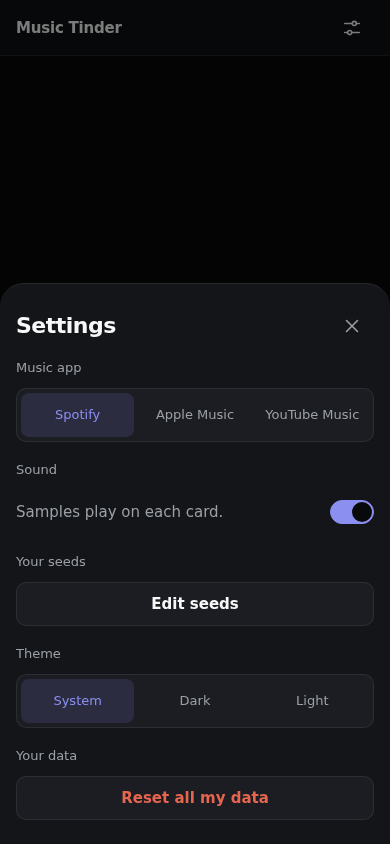 Music Tinder
Settings
Music app
Spotify
Apple Music
YouTube Music
Sound
Samples play on each card.
Your seeds
Edit seeds
Theme
System
Dark
Light
Your data
Reset all my data